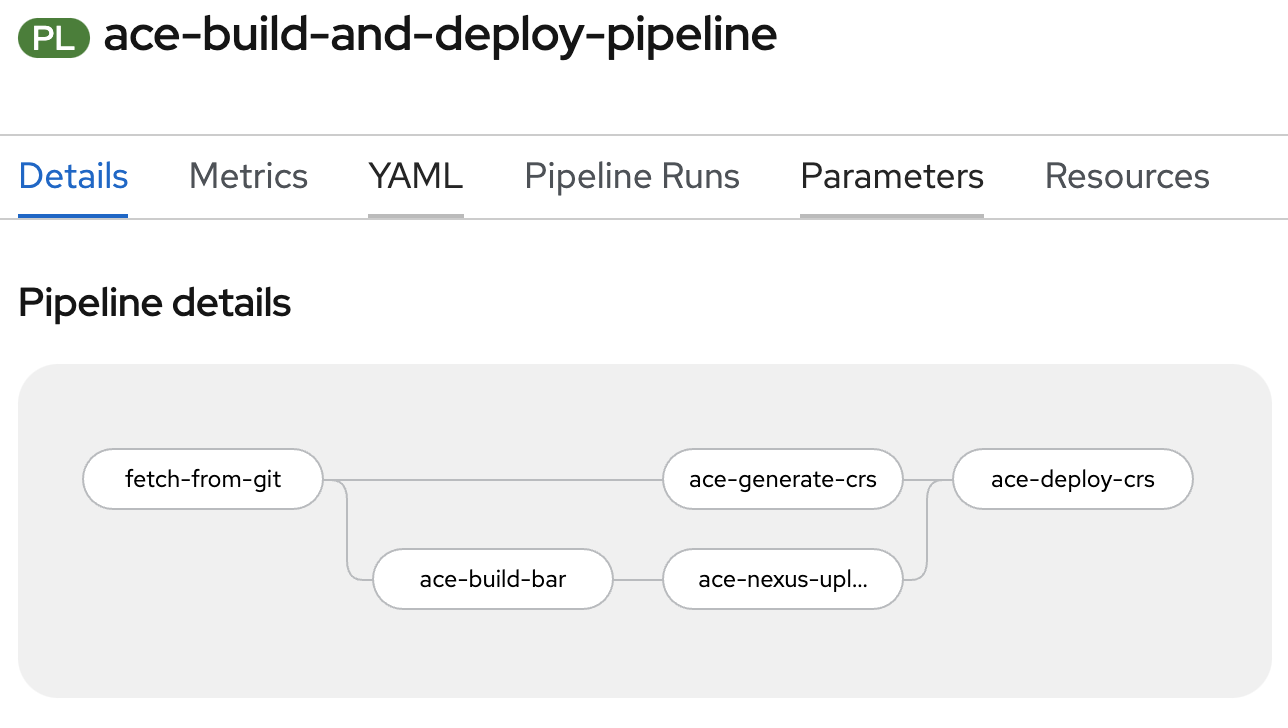 PL ace-build-and-deploy-pipeline
Details Metrics YAML Pipeline Runs Parameters Resources
Pipeline details
fetch-from-git ace-generate-crs ace-deploy-crs
ace-build-bar ace-nexus-upl...